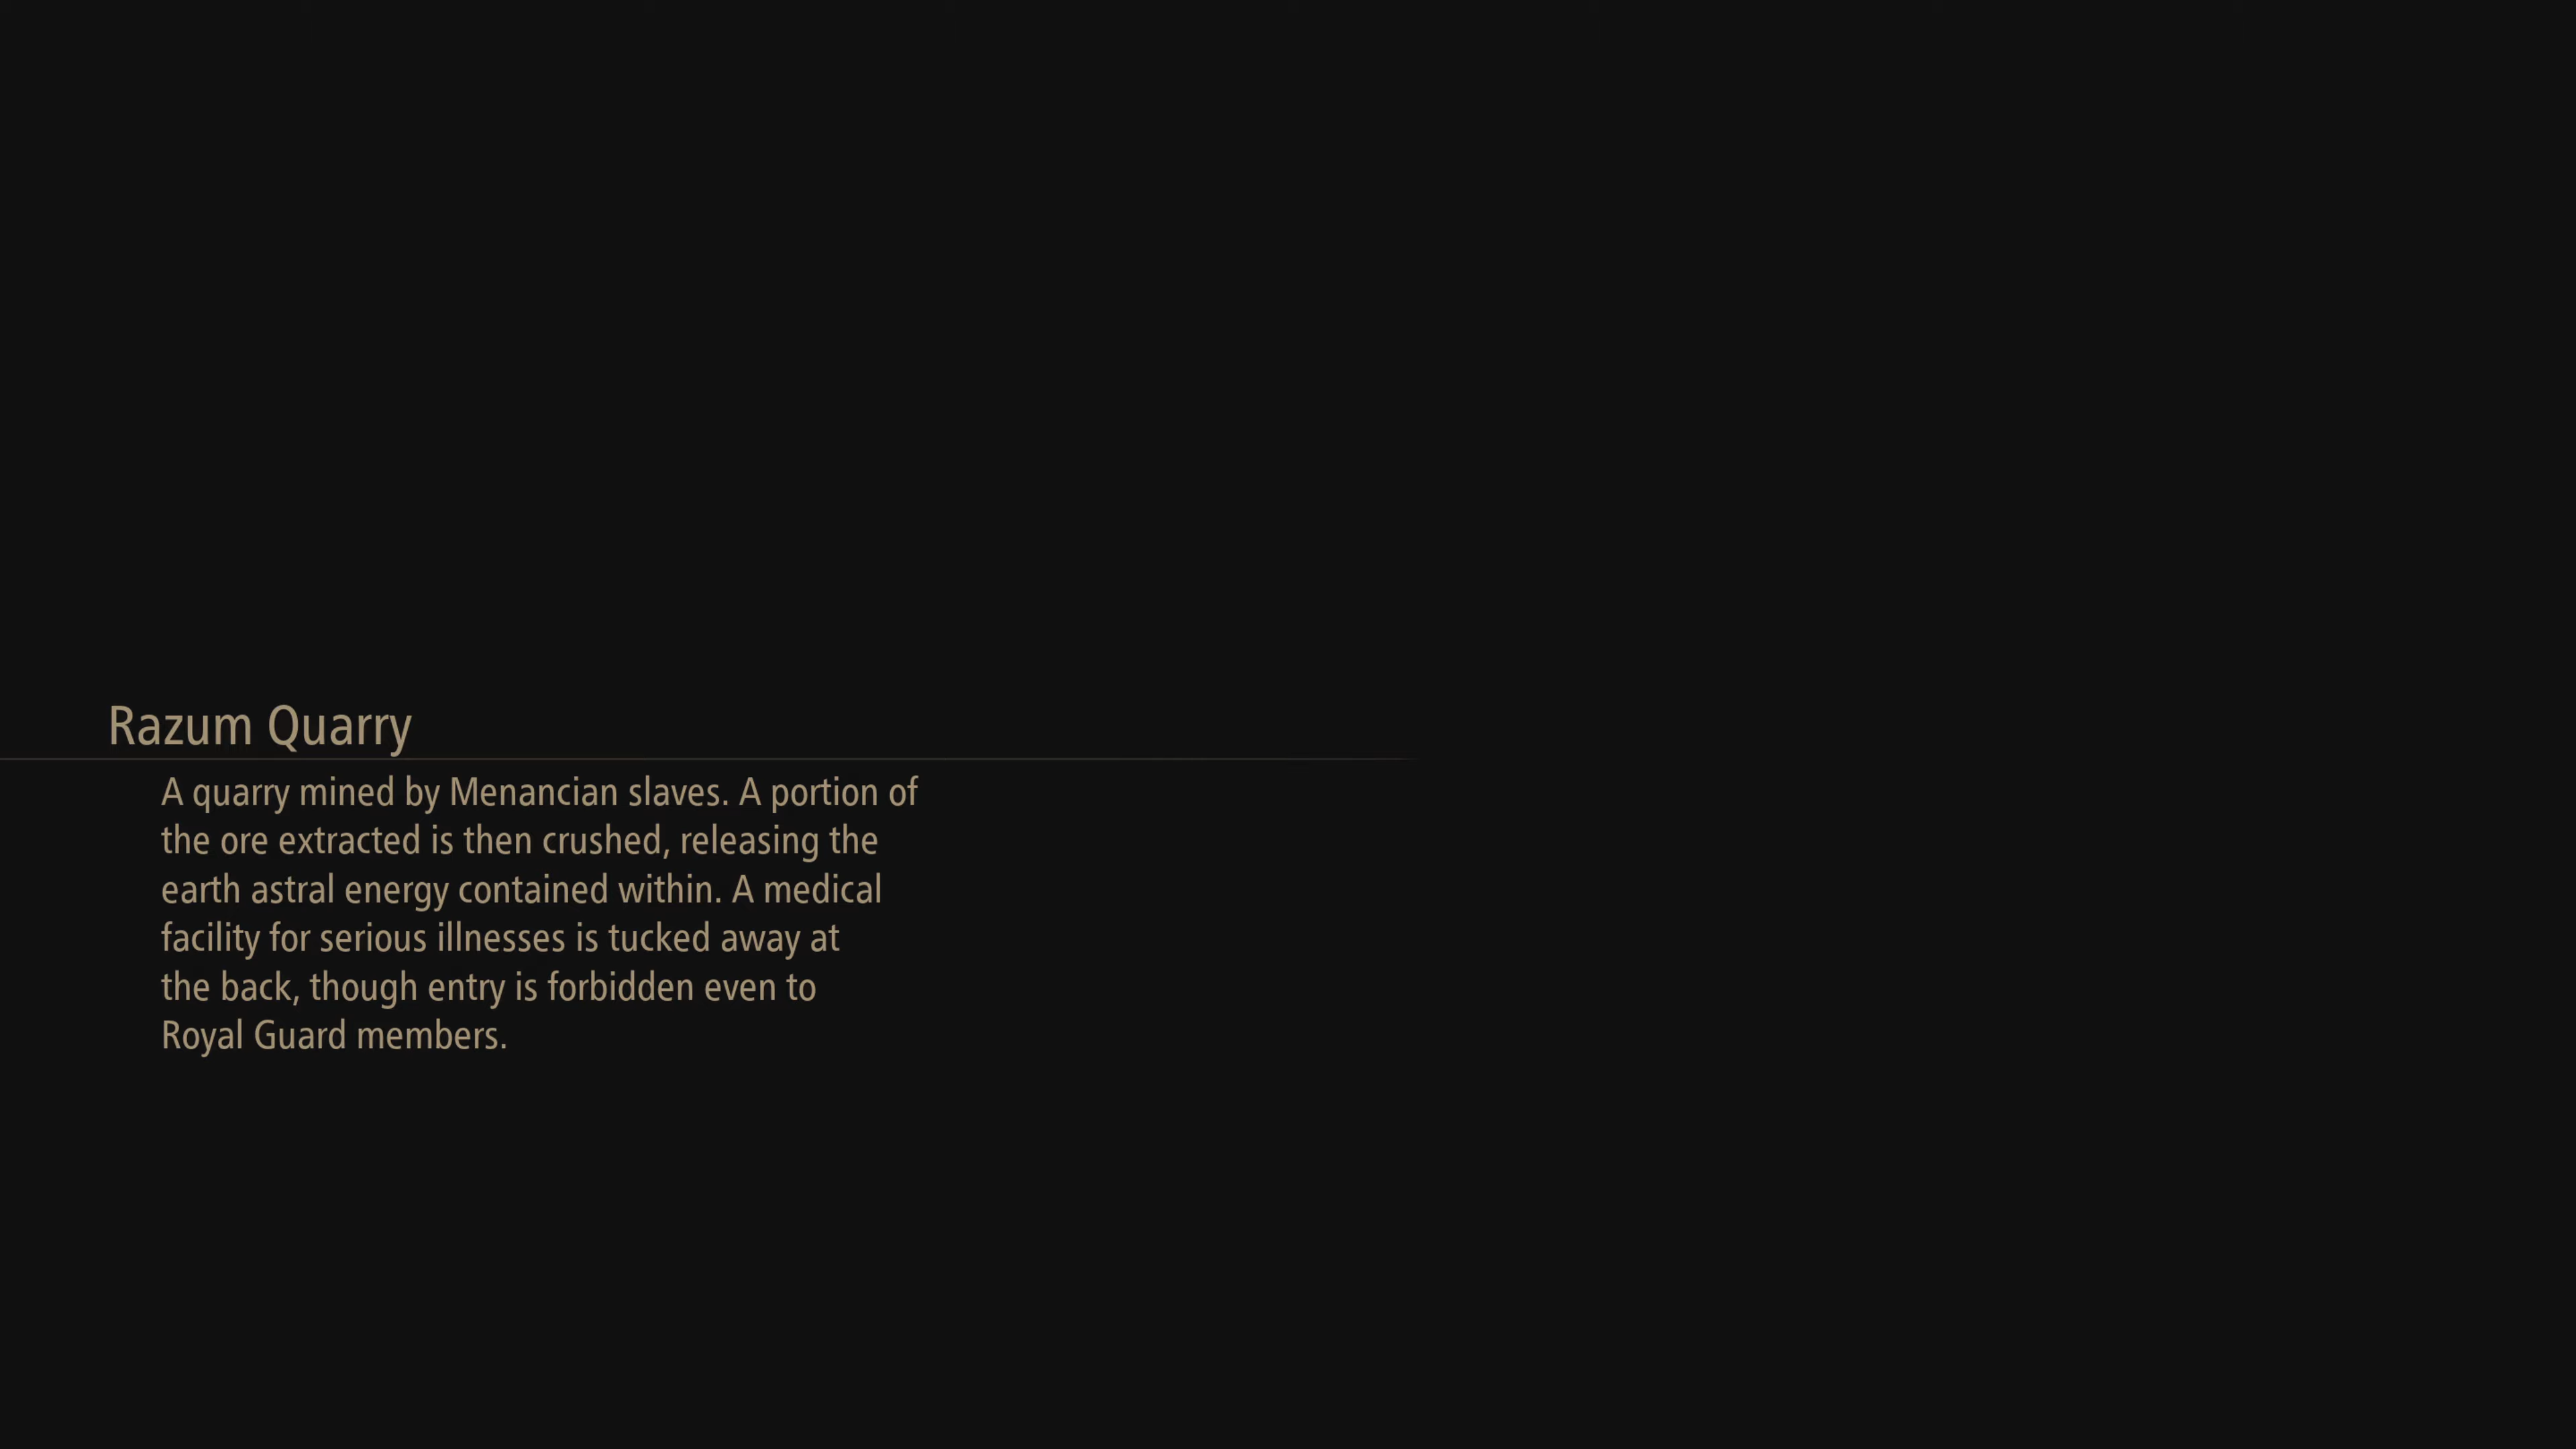 Razum Quarry
A quarry mined by Menancian slaves. A portion of
the ore extracted is then crushed, releasing the
earth astral energy contained within. A medical
facility for serious illnesses is tucked away at
the back, though entry is forbidden even to
Royal Guard members.